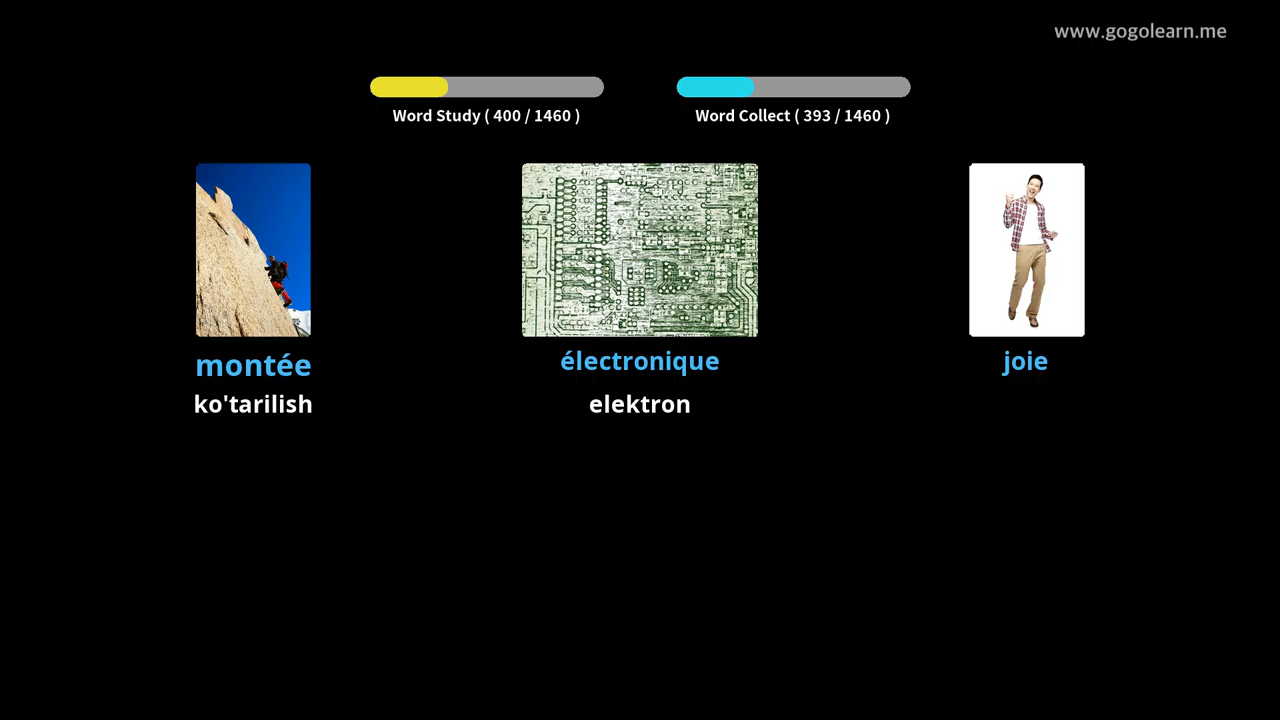 www.gogolearn.me
Word Study ( 400 / 1460 )
Word Collect ( 393 / 1460 )
montée
électronique
joie
ko'tarilish
elektron